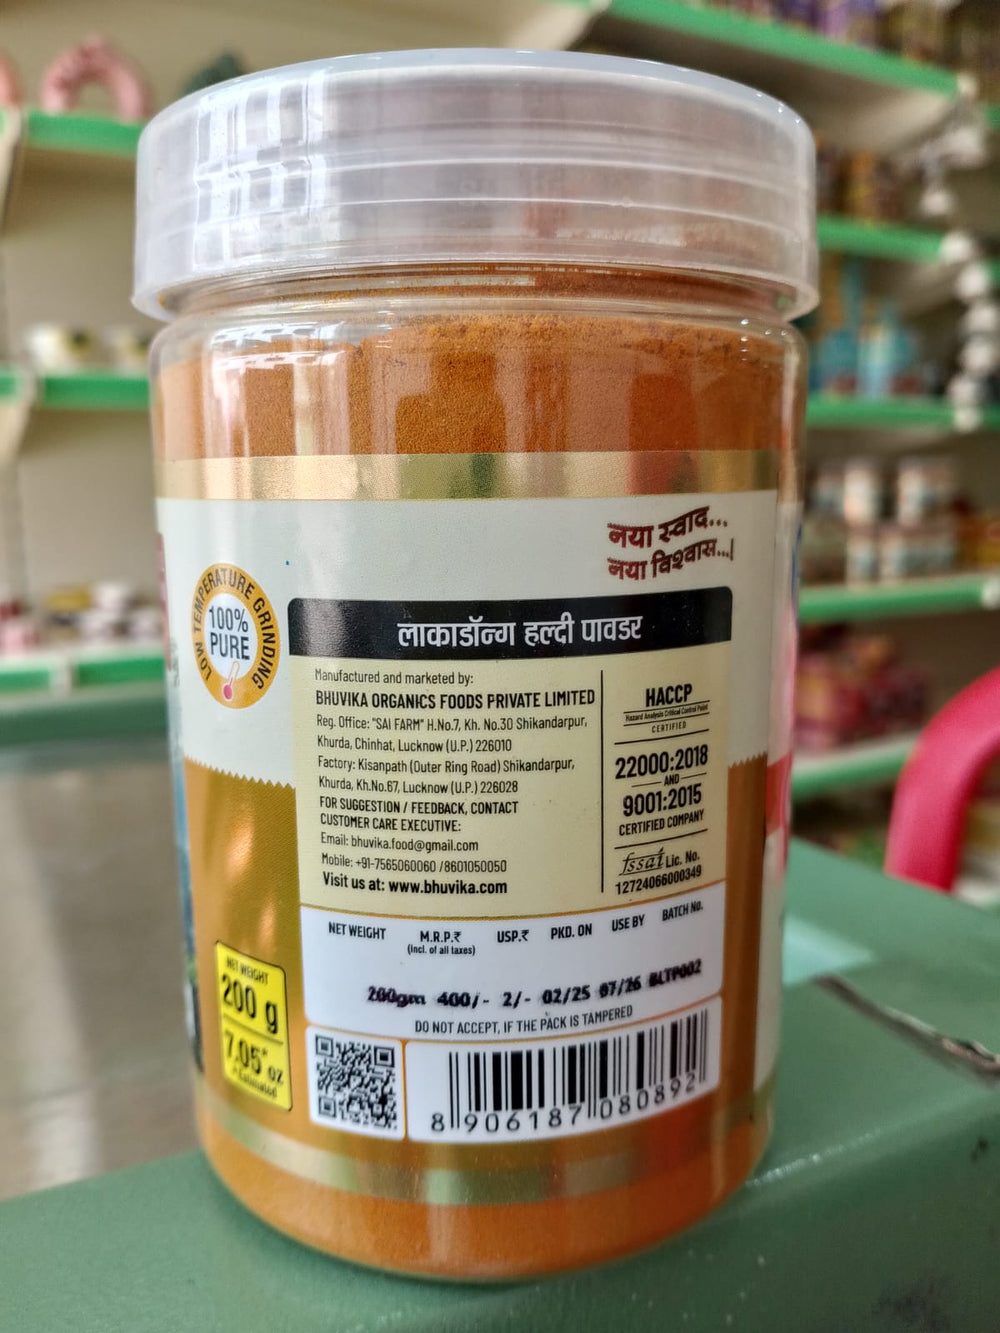 नया स्वाद...
नया विश्वास...|
LOW TEMPERATURE GRINDING
100%
PURE
लाकाडॉन्ग हल्दी पावडर
Manufactured and marketed by:
BHUVIKA ORGANICS FOODS PRIVATE LIMITED
Reg. Office: "SAI FARM" H.No.7, Kh. No.30 Shikandarpur,
Khurda, Chinhat, Lucknow (U.P.) 226010
Factory: Kisanpath (Outer Ring Road) Shikandarpur,
Khurda, Kh.No.67, Lucknow (U.P.) 226028
FOR SUGGESTION / FEEDBACK, CONTACT
CUSTOMER CARE EXECUTIVE:
Email: bhuvika.food@gmail.com
Mobile: +91-7565060060 /8601050050
Visit us at: www.bhuvika.com
HACCP
Hazard Analysis Critical Control Point
CERTIFIED
22000:2018
AND
9001:2015
CERTIFIED COMPANY
fssai Lic. No.
12724066000349
NET WEIGHT M.R.P.₹ USP.₹ PKD. ON USE BY BATCH No.
(Incl. of all taxes)
200gm 400/- 2/- 02/25 07/26 BLTP002
DO NOT ACCEPT, IF THE PACK IS TAMPERED
NET WEIGHT
200 g
7.05* oz
* Estimated
8 906187 080892